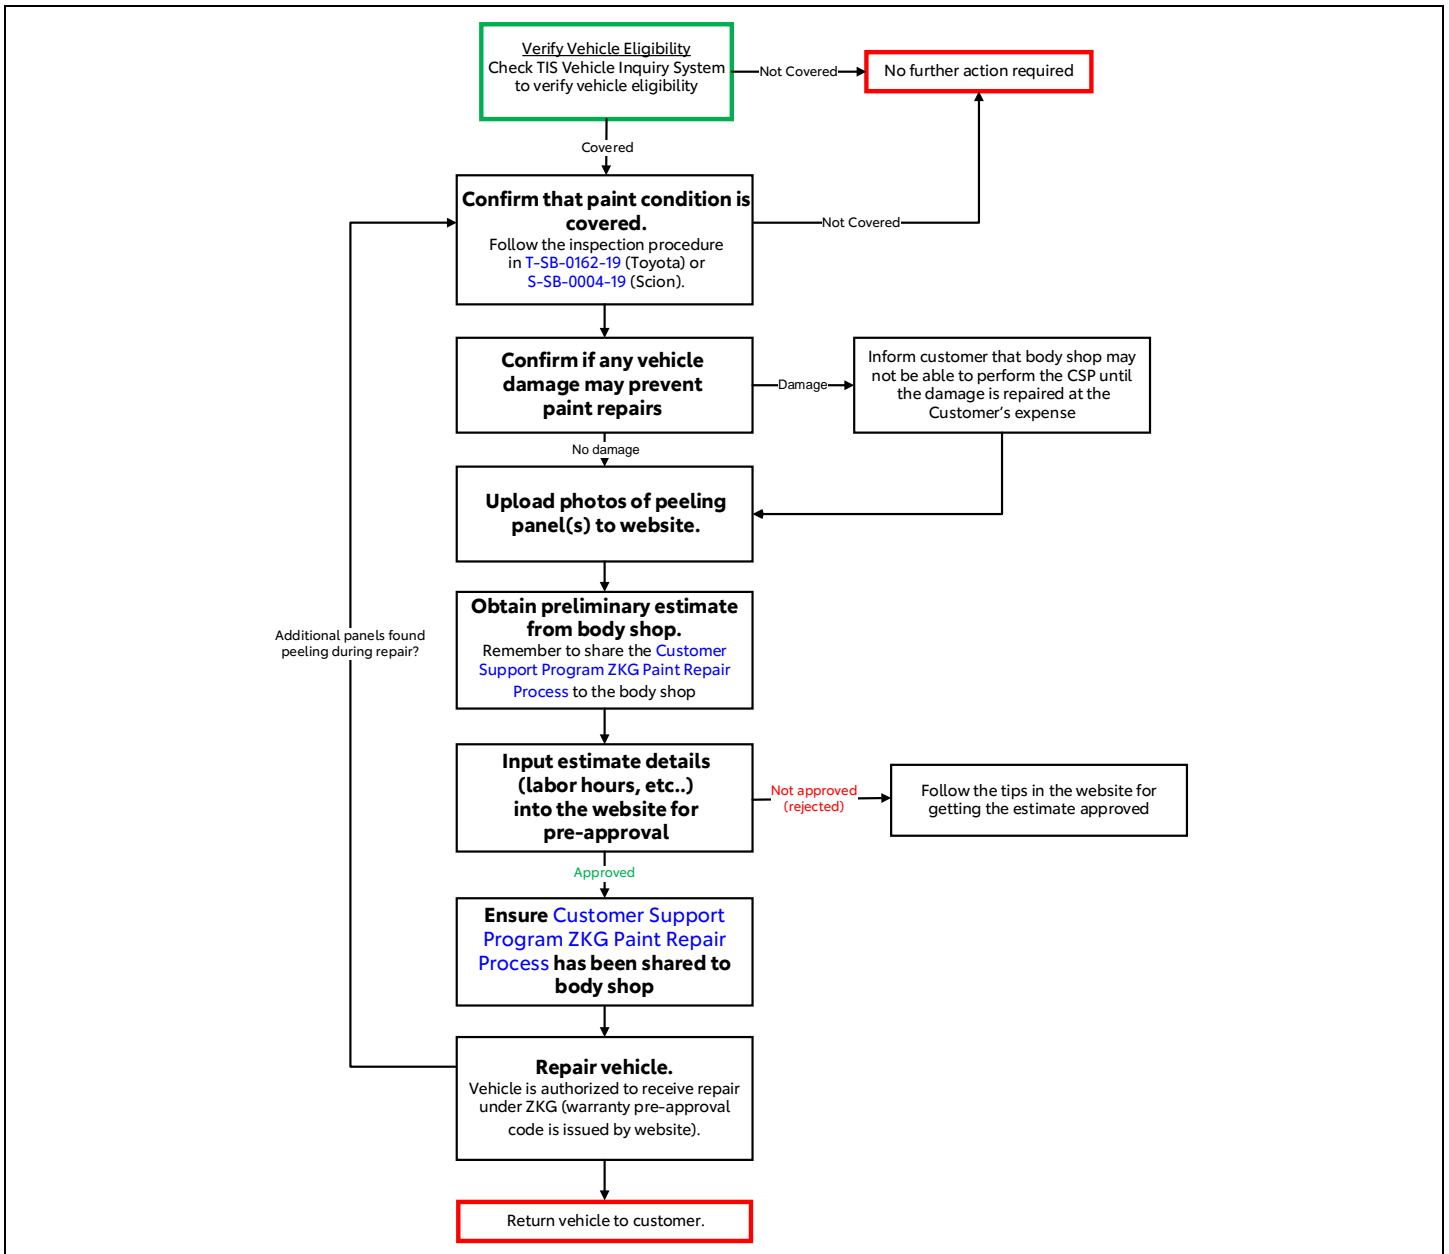 Verify Vehicle Eligibility
Check TIS Vehicle Inquiry System
to verify vehicle eligibility
Not Covered
No further action required
Covered
Confirm that paint condition is
covered.
Follow the inspection procedure
in T-SB-0162-19 (Toyota) or
S-SB-0004-19 (Scion).
Not Covered
Confirm if any vehicle
damage may prevent
paint repairs
Damage
Inform customer that body shop may
not be able to perform the CSP until
the damage is repaired at the
Customer's expense
No damage
Upload photos of peeling
panel(s) to website.
Obtain preliminary estimate
from body shop.
Remember to share the Customer
Support Program ZKG Paint Repair
Process to the body shop
Additional panels found
peeling during repair?
Input estimate details
(labor hours, etc..)
into the website for
pre-approval
Not approved
(rejected)
Follow the tips in the website for
getting the estimate approved
Approved
Ensure Customer Support
Program ZKG Paint Repair
Process has been shared to
body shop
Repair vehicle.
Vehicle is authorized to receive repair
under ZKG (warranty pre-approval
code is issued by website).
Return vehicle to customer.